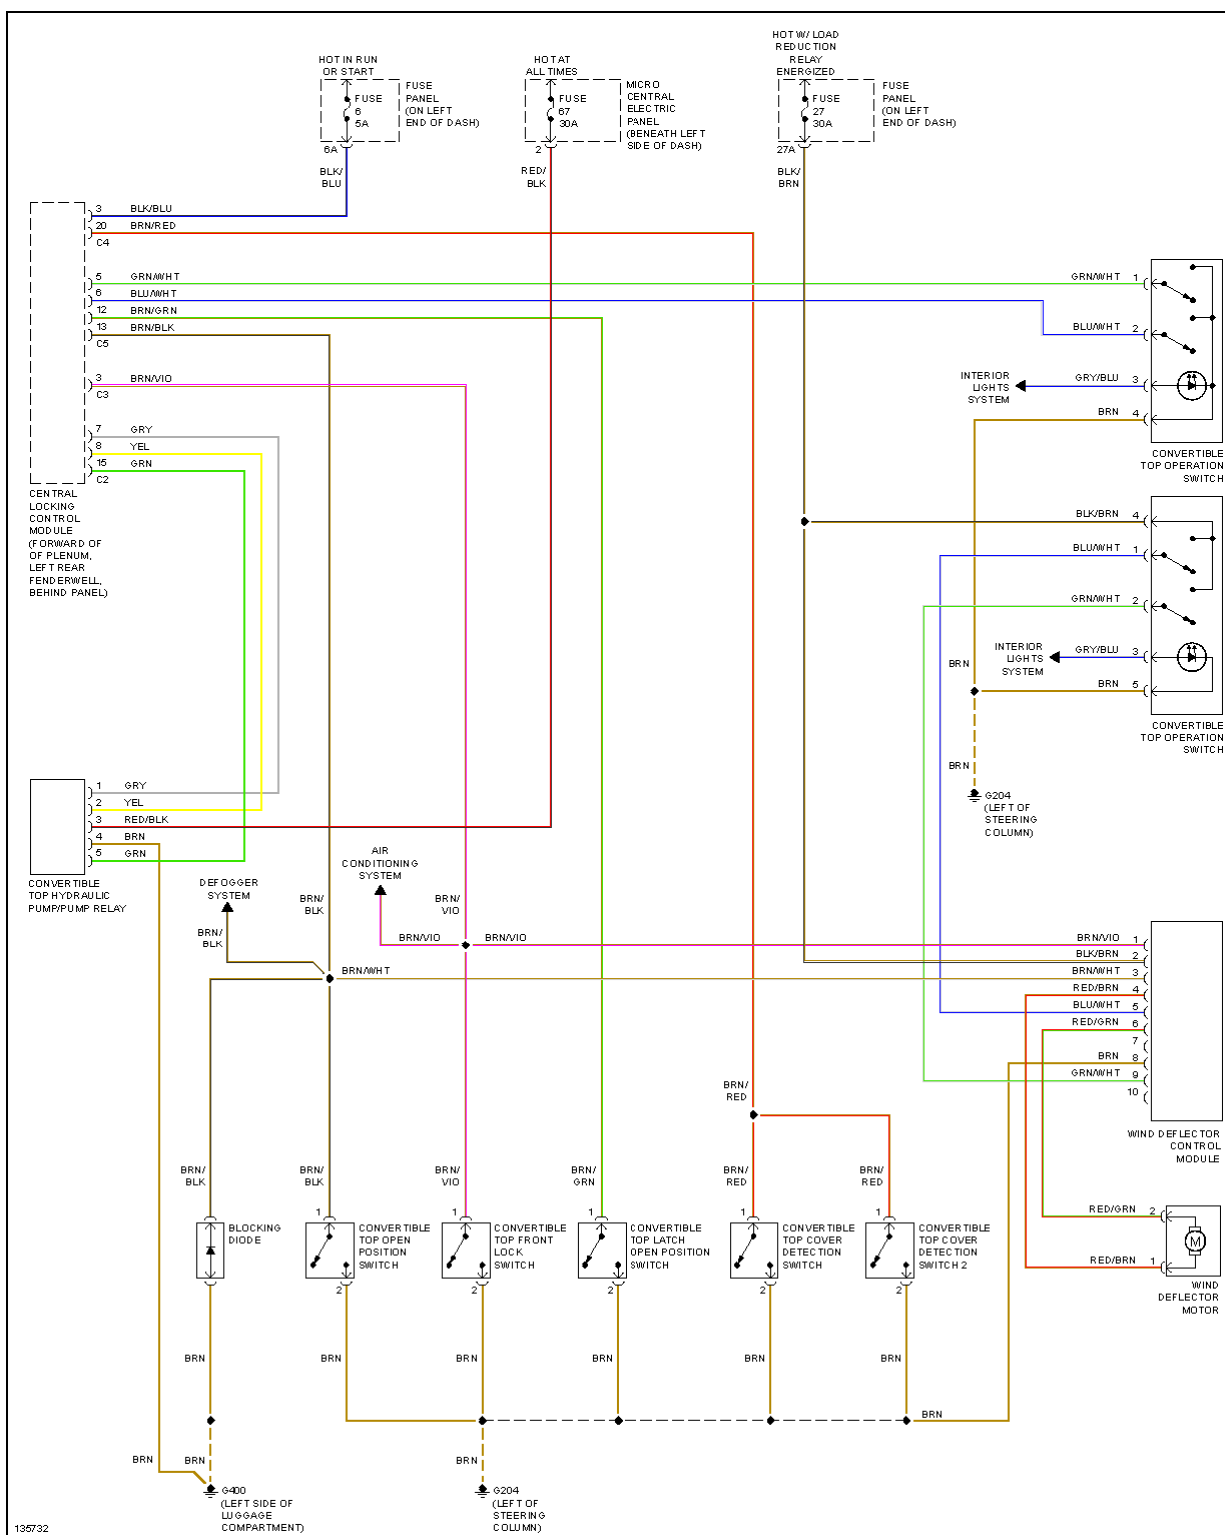 HOT IN RUN
OR START
FUSE
6
5A
FUSE
PANEL
(ON LEFT
END OF DASH)
6A
BLK/
BLU
HOT AT
ALL TIMES
FUSE
67
30A
MICRO
CENTRAL
ELECTRIC
PANEL
(BENEATH LEFT
SIDE OF DASH)
2
RED/
BLK
HOT W/ LOAD
REDUCTION
RELAY
ENERGIZED
FUSE
27
30A
FUSE
PANEL
(ON LEFT
END OF DASH)
27A
BLK/
BRN
3 BLK/BLU
20 BRN/RED
C4
5 GRN/WHT
6 BLU/WHT
12 BRN/GRN
13 BRN/BLK
C5
3 BRN/VIO
C3
7 GRY
8 YEL
15 GRN
C2
CENTRAL
LOCKING
CONTROL
MODULE
(FORWARD OF
OF PLENUM,
LEFT REAR
FENDERWELL,
BEHIND PANEL)
GRN/WHT 1
BLU/WHT 2
INTERIOR
LIGHTS
SYSTEM
GRY/BLU 3
BRN 4
CONVERTIBLE
TOP OPERATION
SWITCH
BLK/BRN 4
BLU/WHT 1
GRN/WHT 2
INTERIOR
LIGHTS
SYSTEM
GRY/BLU 3
BRN 5
CONVERTIBLE
TOP OPERATION
SWITCH
BRN
BRN
G204
(LEFT OF
STEERING
COLUMN)
1 GRY
2 YEL
3 RED/BLK
4 BRN
5 GRN
CONVERTIBLE
TOP HYDRAULIC
PUMP/PUMP RELAY
DEFOGGER
SYSTEM
BRN/
BLK
BRN/
BLK
AIR
CONDITIONING
SYSTEM
BRN/
VIO
BRN/VIO
BRN/VIO
BRN/WHT
BRN/VIO 1
BLK/BRN 2
BRN/WHT 3
RED/BRN 4
BLU/WHT 5
RED/GRN 6
7
BRN 8
GRN/WHT 9
10
WIND DEFLECTOR
CONTROL
MODULE
BRN/
RED
BRN/
BLK
BRN/
BLK
BRN/
VIO
BRN/
GRN
BRN/
RED
BRN/
RED
BLOCKING
DIODE
1
CONVERTIBLE
TOP OPEN
POSITION
SWITCH
2
1
CONVERTIBLE
TOP FRONT
LOCK
SWITCH
2
1
CONVERTIBLE
TOP LATCH
OPEN POSITION
SWITCH
2
1
CONVERTIBLE
TOP COVER
DETECTION
SWITCH
2
1
CONVERTIBLE
TOP COVER
DETECTION
SWITCH 2
2
RED/GRN 2
M
RED/BRN 1
WIND
DEFLECTOR
MOTOR
BRN
BRN
BRN
BRN
BRN
BRN
BRN
BRN
BRN
BRN
G400
(LEFT SIDE OF
LUGGAGE
COMPARTMENT)
G204
(LEFT OF
STEERING
COLUMN)
135732